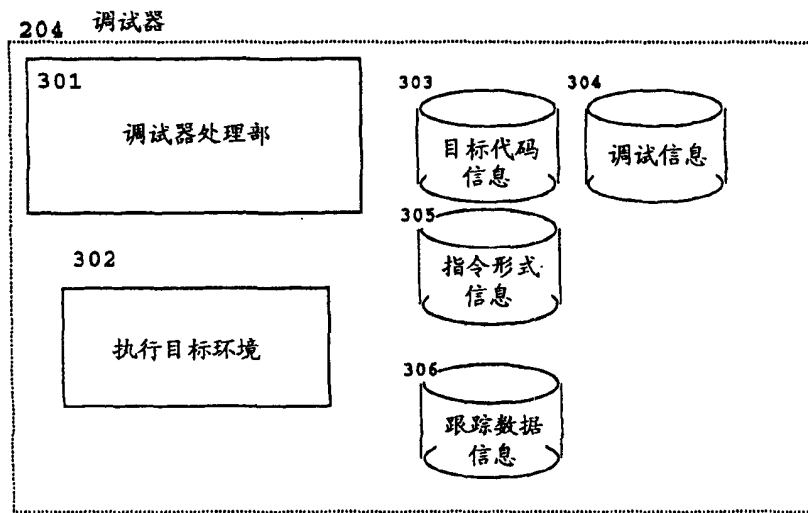 204 调试器
301
调试器处理部
303
目标代码
信息
304
调试信息
305
指令形式
信息
302
执行目标环境
306
跟踪数据
信息